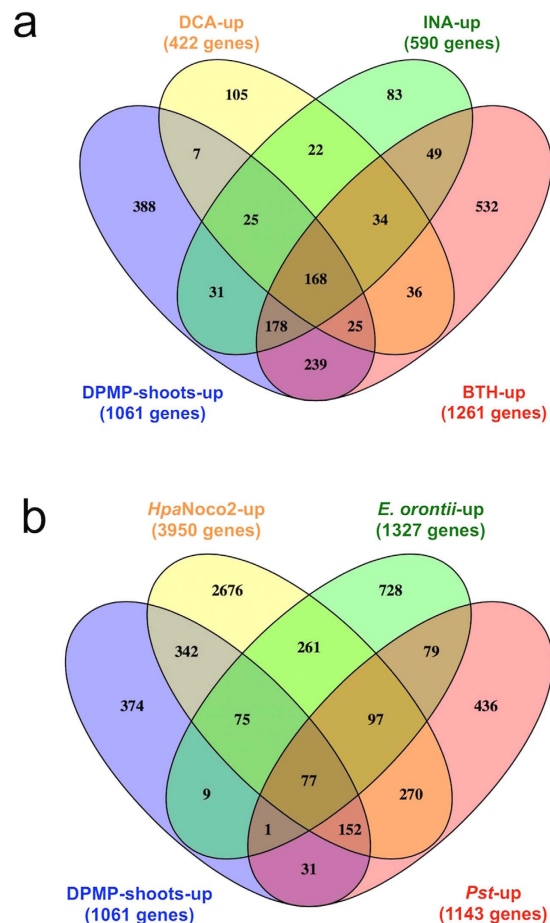 a
DCA-up
(422 genes)
INA-up
(590 genes)
105
83
7
22
49
388
25
34
532
31
168
36
178
25
239
DPMP-shoots-up
(1061 genes)
BTH-up
(1261 genes)
b
HpaNoco2-up
(3950 genes)
E. orontii-up
(1327 genes)
2676
728
342
261
79
374
75
97
436
9
77
270
1
152
31
DPMP-shoots-up
(1061 genes)
Pst-up
(1143 genes)